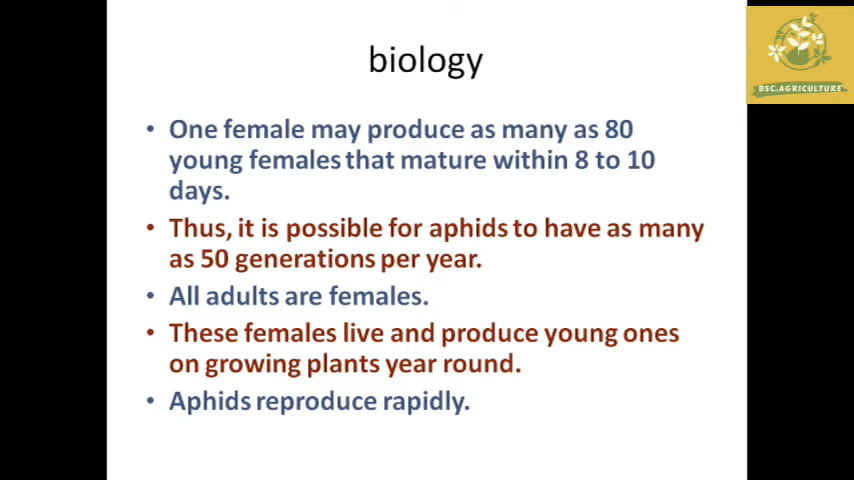 biology
BSC.AGRICULTURE
• One female may produce as many as 80
young females that mature within 8 to 10
days.
• Thus, it is possible for aphids to have as many
as 50 generations per year.
• All adults are females.
• These females live and produce young ones
on growing plants year round.
• Aphids reproduce rapidly.